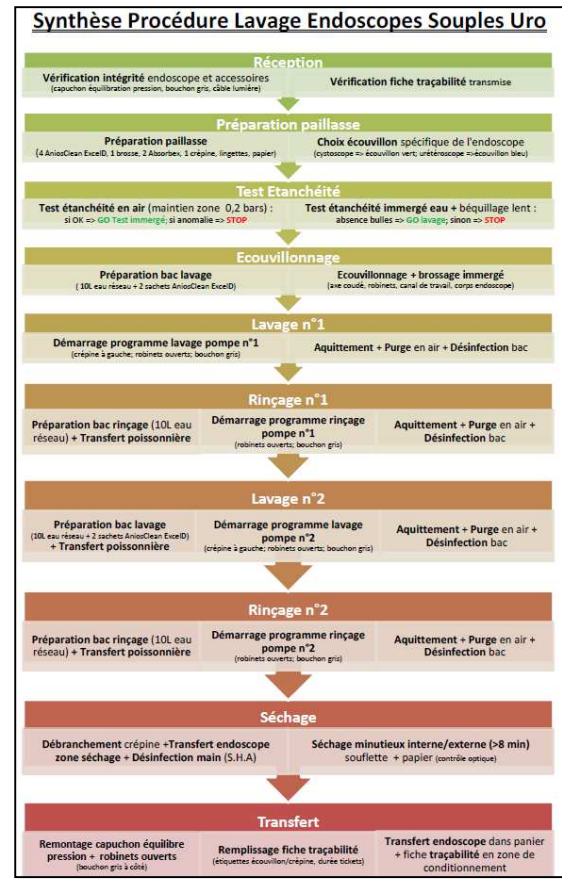 Synthèse Procédure Lavage Endoscopes Souples Uro
Réception
Vérification intégrité endoscope et accessoires
(capuchon équilibration pression, bouchon gris, câble lumière)
Vérification fiche traçabilité transmise
Préparation paillasse
Préparation paillasse
(4 AniosClean ExcelD, 1 brosse, 2 Absorbex, 1 crépine, lingettes, papier)
Choix écouvillon spécifique de l'endoscope
(cystoscope => écouvillon vert; urétéroscope =>écouvillon bleu)
Test Etanchéité
Test étanchéité en air (maintien zone 0,2 bars) :
si OK => GO Test immergé; si anomalie => STOP
Test étanchéité immergé eau + béquillage lent :
absence bulles => GO lavage; sinon => STOP
Ecouvillonnage
Préparation bac lavage
( 10L eau réseau + 2 sachets AniosClean ExcelD)
Ecouvillonnage + brossage immergé
(axe coudé, robinets, canal de travail, corps endoscope)
Lavage n°1
Démarrage programme lavage pompe n°1
(crépine à gauche; robinets ouverts; bouchon gris)
Aquittement + Purge en air + Désinfection bac
Rinçage n°1
Préparation bac rinçage (10L eau
réseau) + Transfert poissonnière
Démarrage programme rinçage
pompe n°1
(robinets ouverts; bouchon gris)
Aquittement + Purge en air +
Désinfection bac
Lavage n°2
Préparation bac lavage
(10L eau réseau + 2 sachets AniosClean ExcelD)
+ Transfert poissonnière
Démarrage programme lavage
pompe n°2
(crépine à gauche; robinets ouverts; bouchon gris)
Aquittement + Purge en air +
Désinfection bac
Rinçage n°2
Préparation bac rinçage (10L eau
réseau) + Transfert poissonnière
Démarrage programme rinçage
pompe n°2
(robinets ouverts; bouchon gris)
Aquittement + Purge en air +
Désinfection bac
Séchage
Débranchement crépine +Transfert endoscope
zone séchage + Désinfection main (S.H.A)
Séchage minutieux interne/externe (>8 min)
souflette + papier (contrôle optique)
Transfert
Remontage capuchon équilibre
pression + robinets ouverts
(bouchon gris à côté)
Remplissage fiche traçabilité
(étiquettes écouvillon/crépine, durée tickets)
Transfert endoscope dans panier
+ fiche traçabilité en zone de
conditionnement